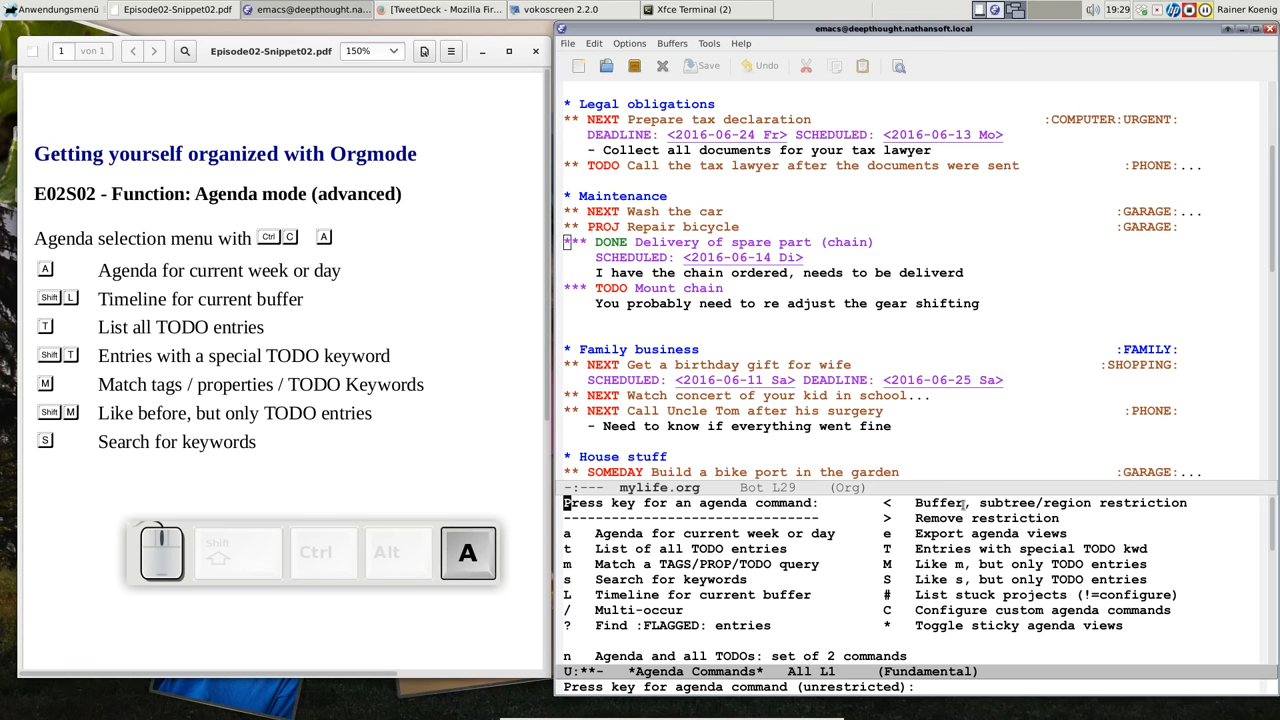 Anwendungsmenü
Episode02-Snippet02.pdf
emacs@deepthought.nathansoft....
[TweetDeck - Mozilla Fir...
vokoscreen 2.2.0
Xfce Terminal (2)
19:29
Rainer Koenig
1 von 1
Episode02-Snippet02.pdf
150%
Getting yourself organized with Orgmode
E02S02 - Function: Agenda mode (advanced)
Agenda selection menu with Ctrl C A
A Agenda for current week or day
Shift L Timeline for current buffer
T List all TODO entries
Shift T Entries with a special TODO keyword
M Match tags / properties / TODO Keywords
Shift M Like before, but only TODO entries
S Search for keywords
Shift Ctrl Alt A
emacs@deepthought.nathansoft.local
File Edit Options Buffers Tools Help
Save Undo
* Legal obligations
** NEXT Prepare tax declaration :COMPUTER:URGENT:
DEADLINE: <2016-06-24 Fr> SCHEDULED: <2016-06-13 Mo>
- Collect all documents for your tax lawyer
** TODO Call the tax lawyer after the documents were sent :PHONE:...
* Maintenance
** NEXT Wash the car :GARAGE:...
** PROJ Repair bicycle :GARAGE:
*** DONE Delivery of spare part (chain)
SCHEDULED: <2016-06-14 Di>
I have the chain ordered, needs to be deliverd
*** TODO Mount chain
You probably need to re adjust the gear shifting
* Family business :FAMILY:
** NEXT Get a birthday gift for wife :SHOPPING:
SCHEDULED: <2016-06-11 Sa> DEADLINE: <2016-06-25 Sa>
** NEXT Watch concert of your kid in school...
** NEXT Call Uncle Tom after his surgery :PHONE:
- Need to know if everything went fine
* House stuff
** SOMEDAY Build a bike port in the garden :GARAGE:...
-:--- mylife.org Bot L29 (Org)
Press key for an agenda command: < Buffer, subtree/region restriction
-------------------------------- > Remove restriction
a Agenda for current week or day e Export agenda views
t List of all TODO entries T Entries with special TODO kwd
m Match a TAGS/PROP/TODO query M Like m, but only TODO entries
s Search for keywords S Like s, but only TODO entries
L Timeline for current buffer # List stuck projects (!=configure)
/ Multi-occur C Configure custom agenda commands
? Find :FLAGGED: entries * Toggle sticky agenda views
n Agenda and all TODOs: set of 2 commands
U:**- *Agenda Commands* All L1 (Fundamental)
Press key for agenda command (unrestricted):